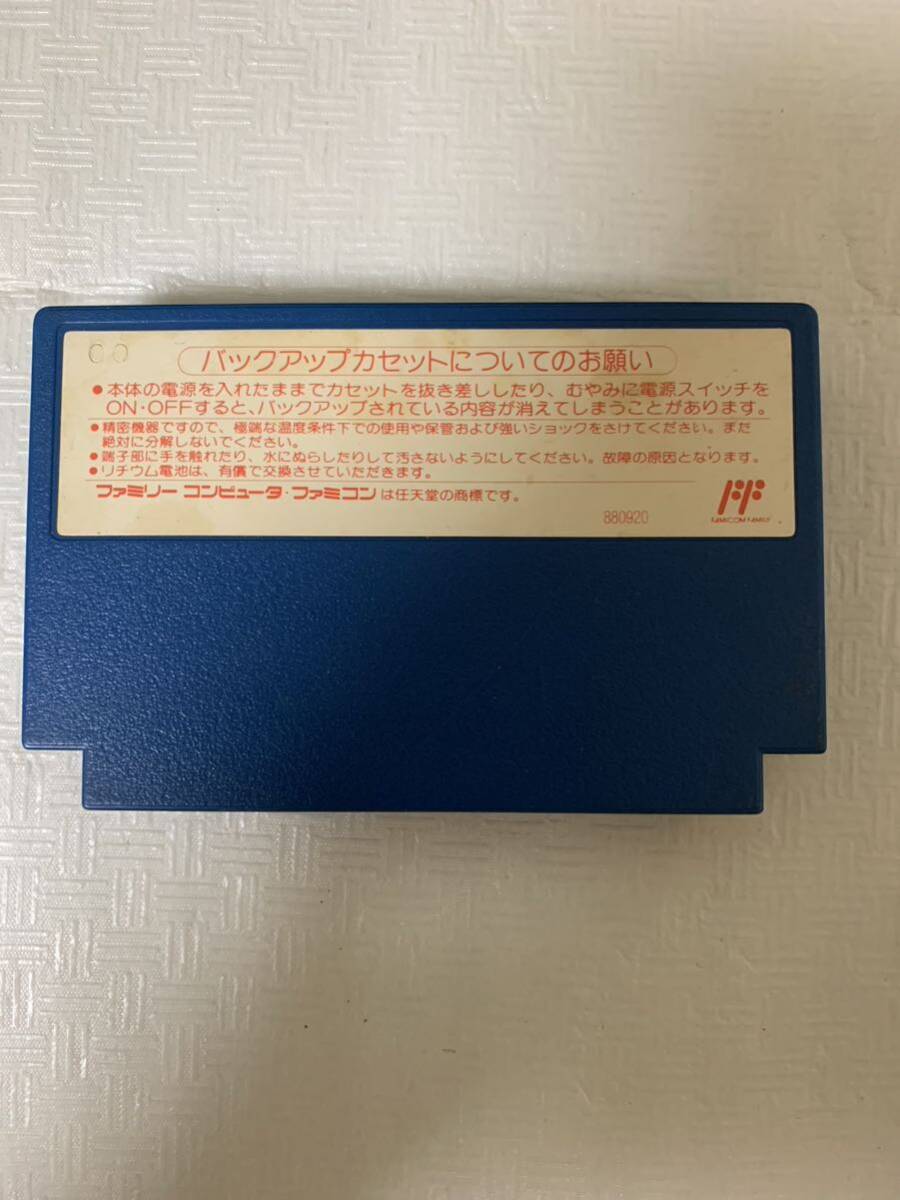 00
バックアップカセットについてのお願い
●本体の電源を入れたままでカセットを抜き差ししたり、むやみに電源スイッチを
ON・OFFすると、バックアップされている内容が消えてしまうことがあります。
●精密機器ですので、極端な温度条件下での使用や保管および強いショックをさけてください。また
絶対に分解しないでください。
●端子部に手を触れたり、水にぬらしたりして汚さないようにしてください。故障の原因となります。
●リチウム電池は、有償で交換させていただきます。
ファミリー コンピュータ・ファミコンは任天堂の商標です。
880920
FAMICOM FAMILY